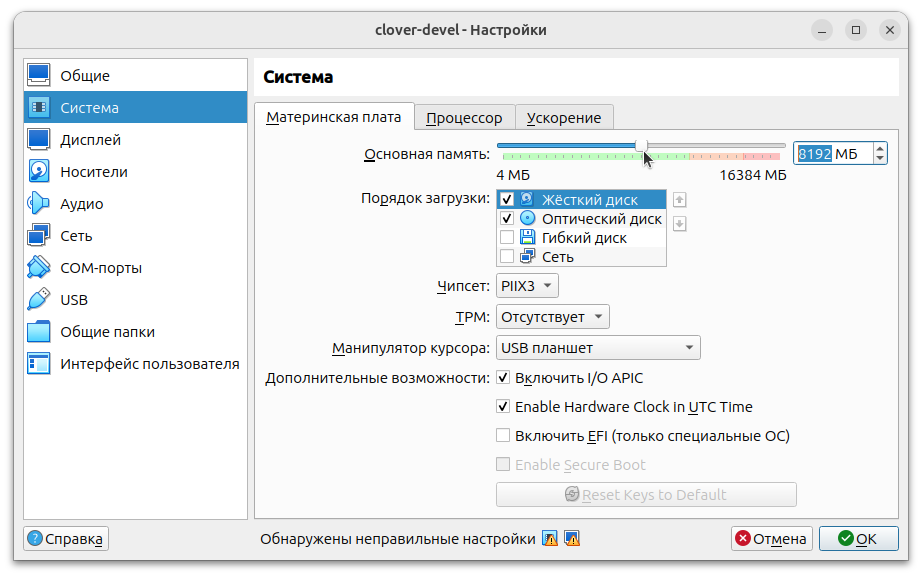 clover-devel - Настройки
Общие
Система
Дисплей
Носители
Аудио
Сеть
COM-порты
USB
Общие папки
Интерфейс пользователя
Система
Материнская плата
Процессор
Ускорение
Основная память:
8192 МБ
4 МБ
16384 МБ
Порядок загрузки:
Жёсткий диск
Оптический диск
Гибкий диск
Сеть
Чипсет:
PIIX3
TPM:
Отсутствует
Манипулятор курсора:
USB планшет
Дополнительные возможности:
Включить I/O APIC
Enable Hardware Clock in UTC Time
Включить EFI (только специальные ОС)
Enable Secure Boot
Reset Keys to Default
Справка
Обнаружены неправильные настройки
Отмена
OK